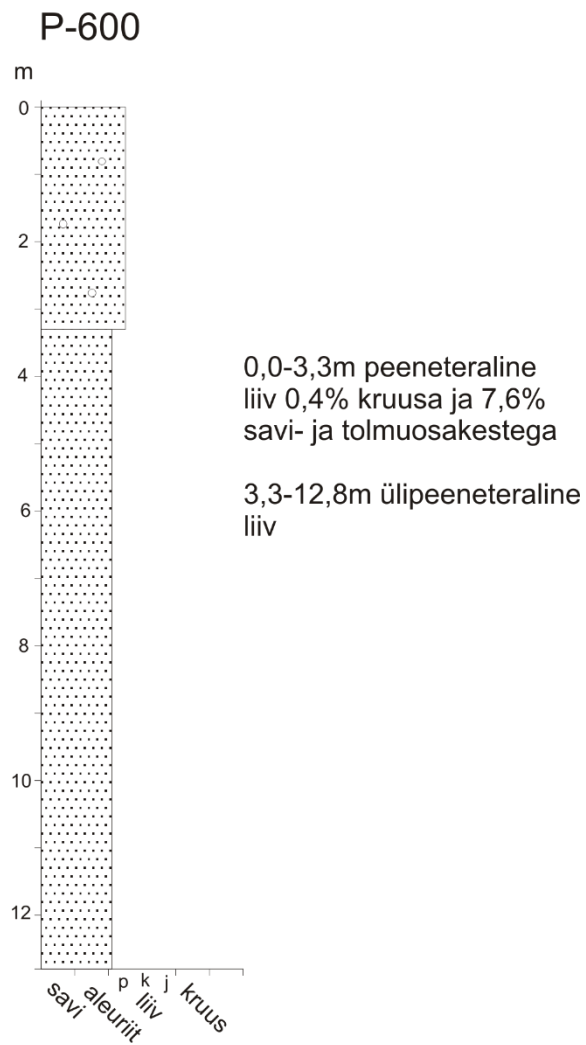 P-600
m
0
2
4
6
8
10
12
0,0-3,3m peeneteraline
liiv 0,4% kruusa ja 7,6%
savi- ja tolmuosakestega
3,3-12,8m ülipeeneteraline
liiv
p k j
savi aleuriit liiv kruus